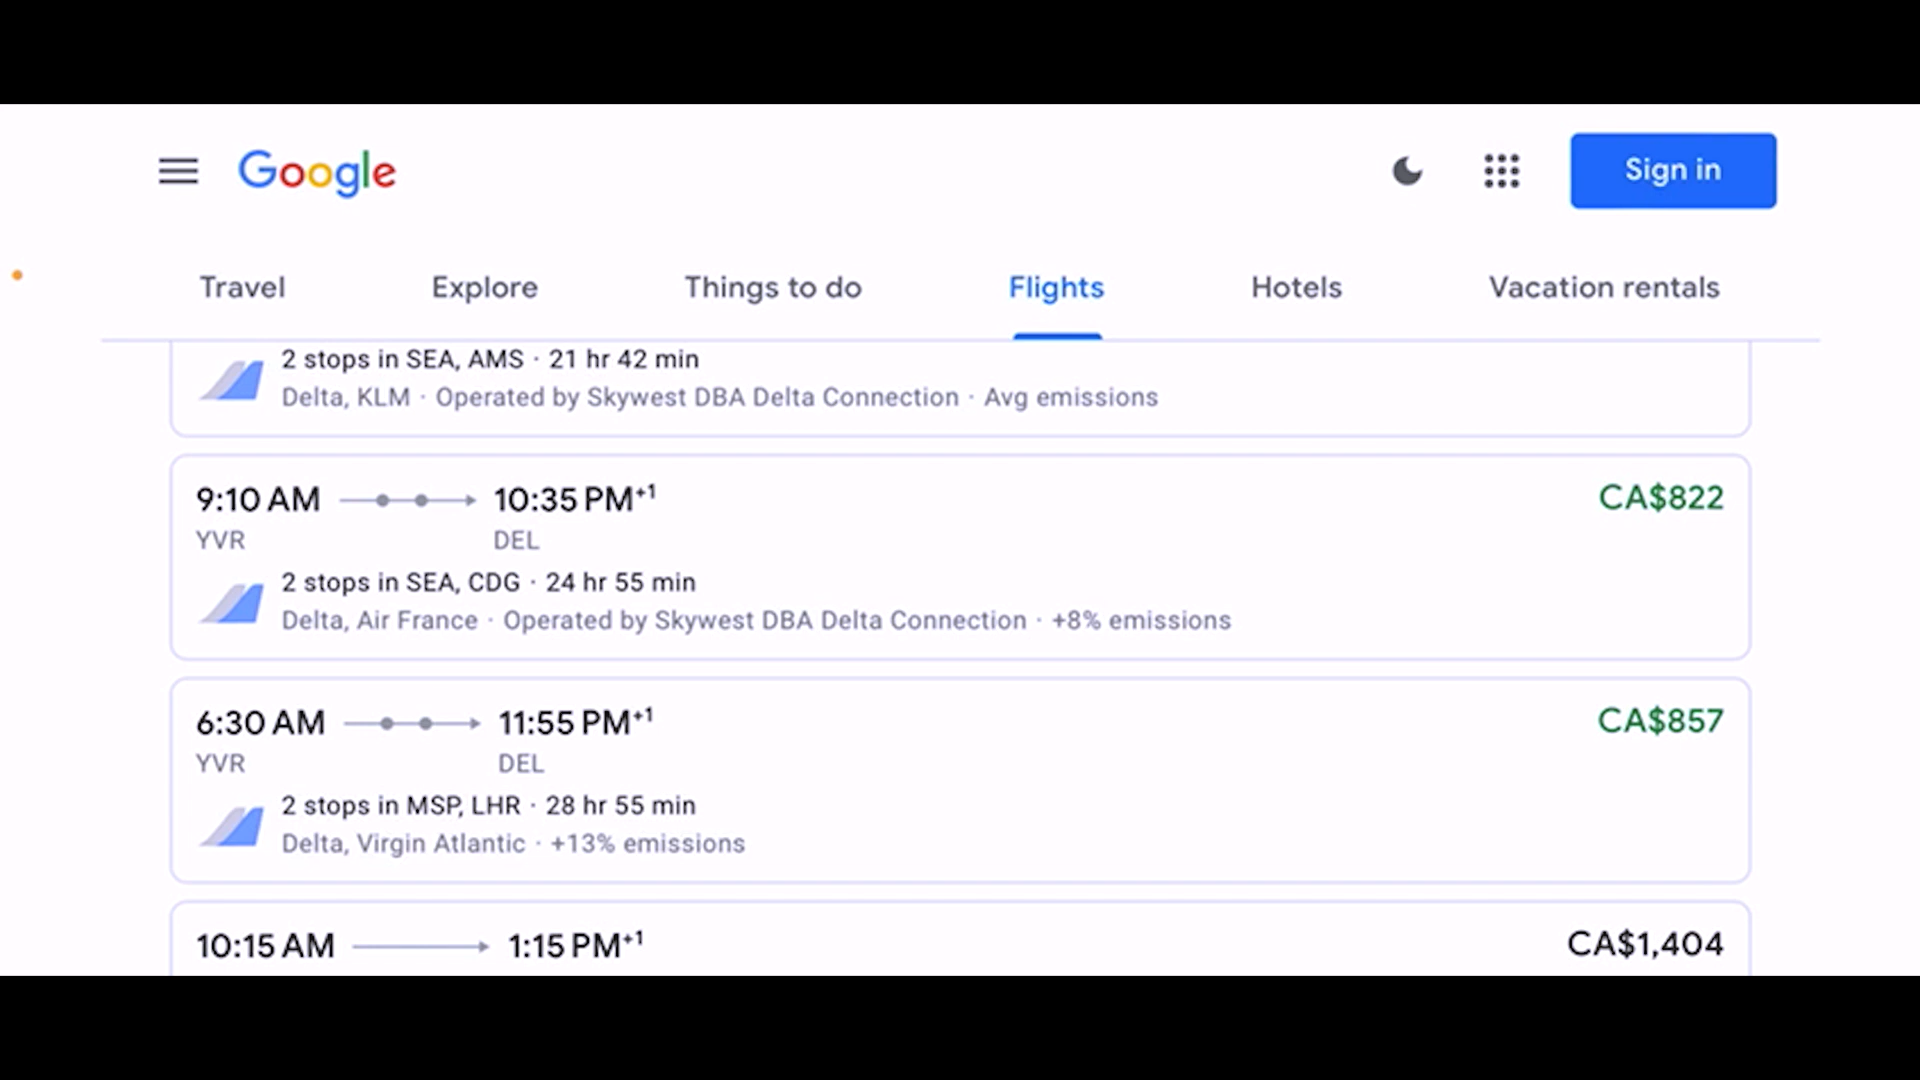 Google
Sign in
Travel Explore Things to do Flights Hotels Vacation rentals
2 stops in SEA, AMS · 21 hr 42 min
Delta, KLM · Operated by Skywest DBA Delta Connection · Avg emissions
9:10 AM 10:35 PM+1 CA$822
YVR DEL
2 stops in SEA, CDG · 24 hr 55 min
Delta, Air France · Operated by Skywest DBA Delta Connection · +8% emissions
6:30 AM 11:55 PM+1 CA$857
YVR DEL
2 stops in MSP, LHR · 28 hr 55 min
Delta, Virgin Atlantic · +13% emissions
10:15 AM 1:15 PM+1 CA$1,404